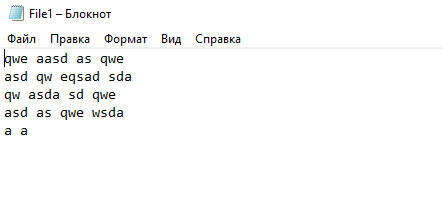 File1 – Блокнот
Файл Правка Формат Вид Справка
qwe aasd as qwe
asd qw eqsad sda
qw asda sd qwe
asd as qwe wsda
a a